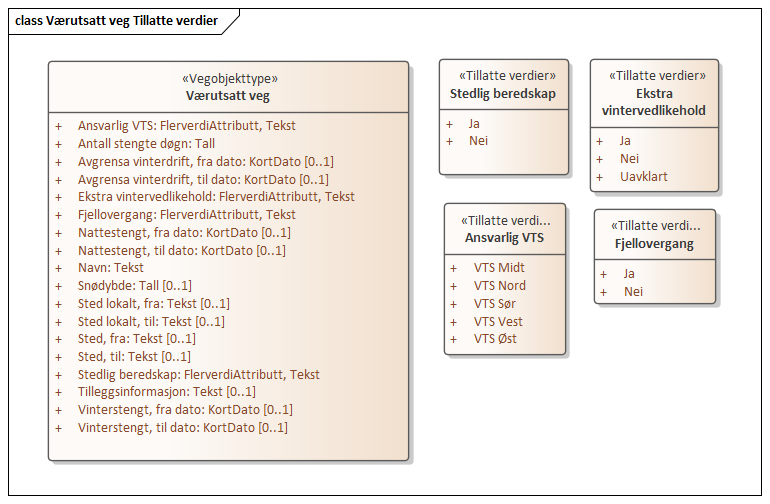 class Værutsatt veg Tillatte verdier
«Vegobjekttype»
Værutsatt veg
+ Ansvarlig VTS: FlerverdiAttributt, Tekst
+ Antall stengte døgn: Tall
+ Avgrensa vinterdrift, fra dato: KortDato [0..1]
+ Avgrensa vinterdrift, til dato: KortDato [0..1]
+ Ekstra vintervedlikehold: FlerverdiAttributt, Tekst
+ Fjellovergang: FlerverdiAttributt, Tekst
+ Nattestengt, fra dato: KortDato [0..1]
+ Nattestengt, til dato: KortDato [0..1]
+ Navn: Tekst
+ Snødybde: Tall [0..1]
+ Sted lokalt, fra: Tekst [0..1]
+ Sted lokalt, til: Tekst [0..1]
+ Sted, fra: Tekst [0..1]
+ Sted, til: Tekst [0..1]
+ Stedlig beredskap: FlerverdiAttributt, Tekst
+ Tilleggsinformasjon: Tekst [0..1]
+ Vinterstengt, fra dato: KortDato [0..1]
+ Vinterstengt, til dato: KortDato [0..1]
«Tillatte verdier»
Stedlig beredskap
+ Ja
+ Nei
«Tillatte verdier»
Ekstra
vintervedlikehold
+ Ja
+ Nei
+ Uavklart
«Tillatte verdi...
Ansvarlig VTS
+ VTS Midt
+ VTS Nord
+ VTS Sør
+ VTS Vest
+ VTS Øst
«Tillatte verdi...
Fjellovergang
+ Ja
+ Nei